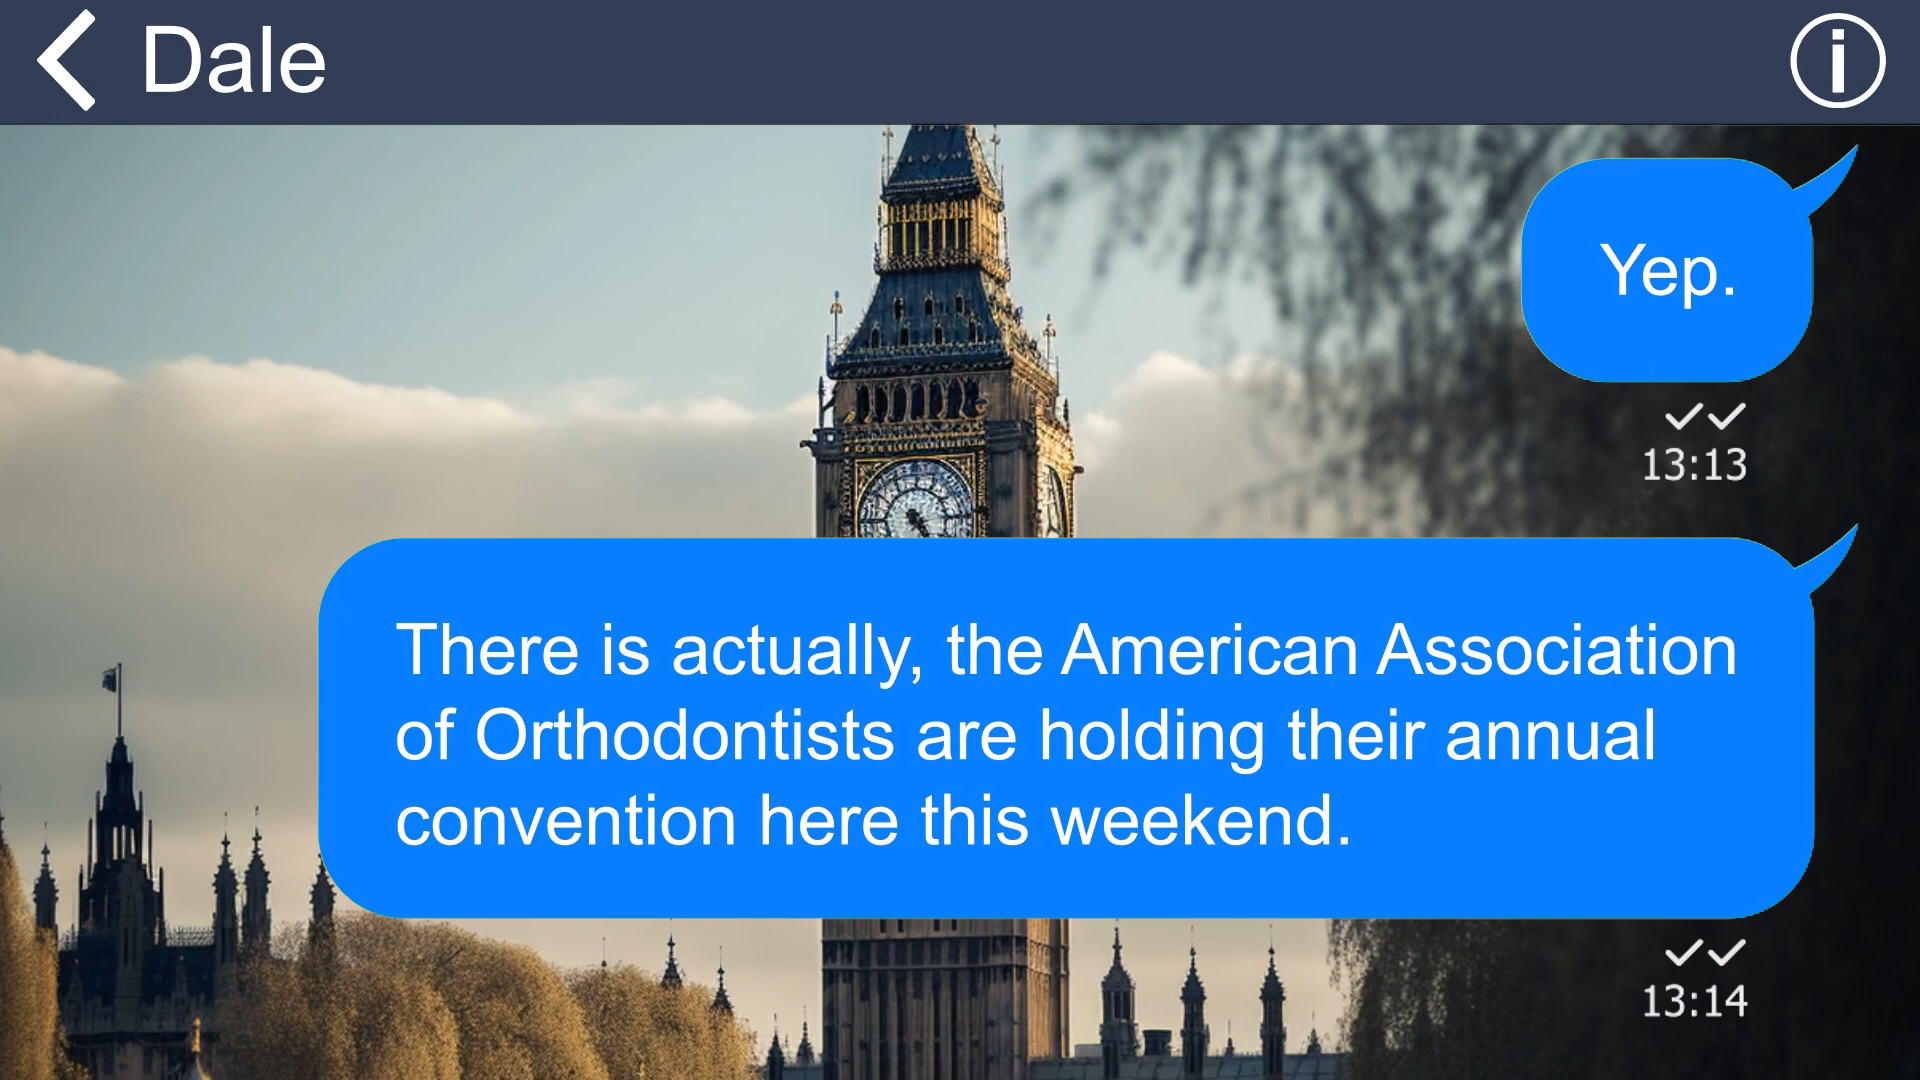 Dale
Yep.
13:13
There is actually, the American Association
of Orthodontists are holding their annual
convention here this weekend.
13:14